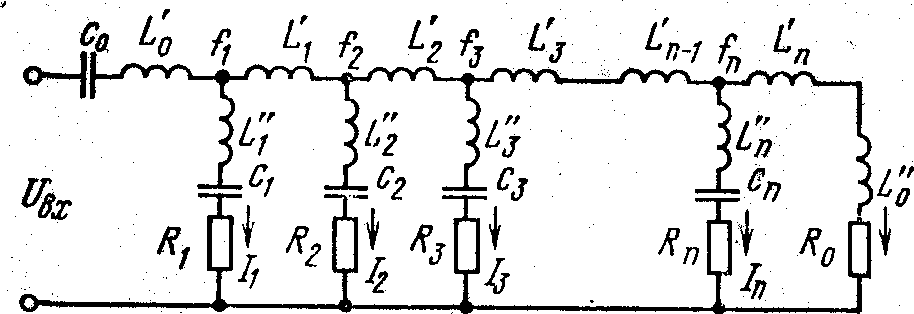 C₀ L′₀ f₁ L′₁ f₂ L′₂ f₃ L′₃ L′ₙ₋₁ fₙ L′ₙ
L″₁ L″₂ L″₃ L″ₙ
C₁ C₂ C₃ Cₙ L″₀
Uвх
R₁ R₂ R₃ Rₙ R₀
I₁ I₂ I₃ Iₙ